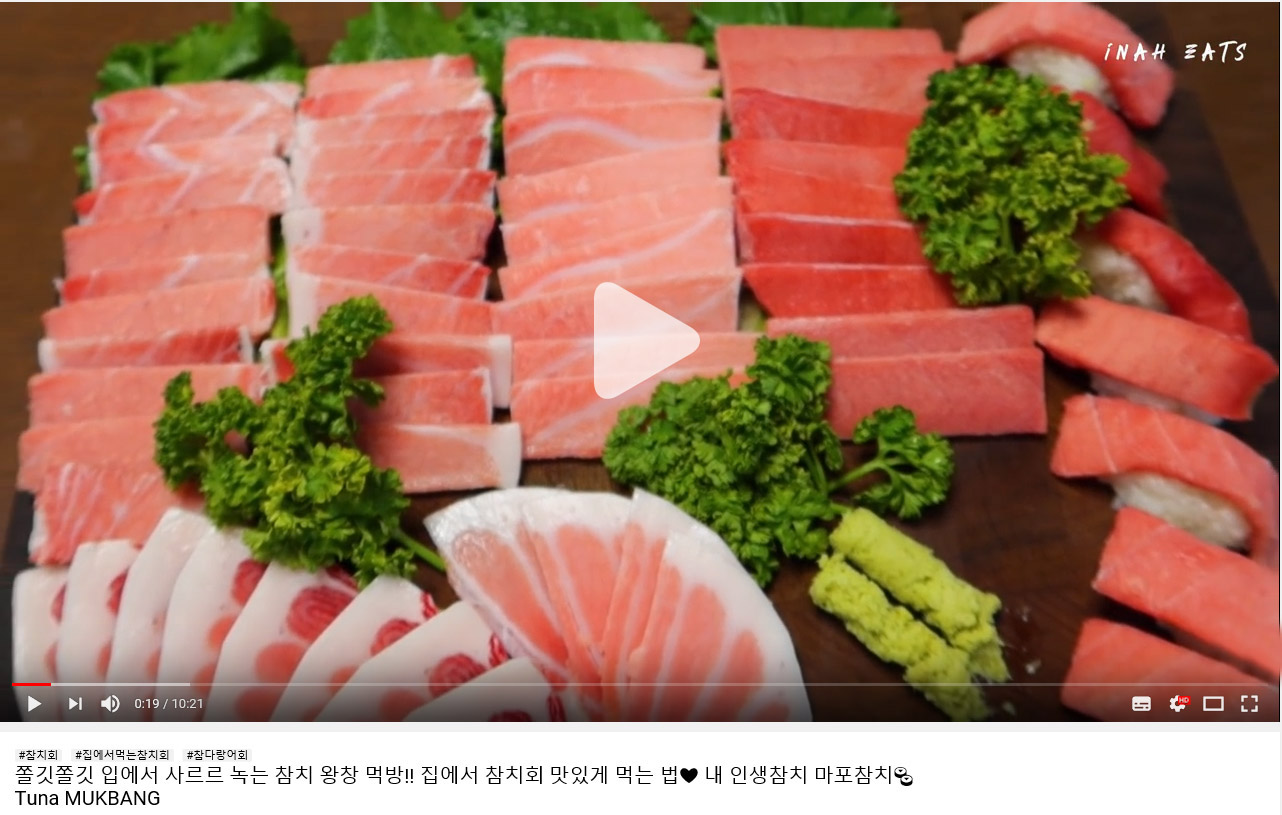 iNAH EATS
HD
0:19 / 10:21
#참치회 #집에서먹는참치회 #참다랑어회
쫄깃쫄깃 입에서 사르르 녹는 참치 왕창 먹방!! 집에서 참치회 맛있게 먹는 법♥ 내 인생참치 마포참치🍣
Tuna MUKBANG